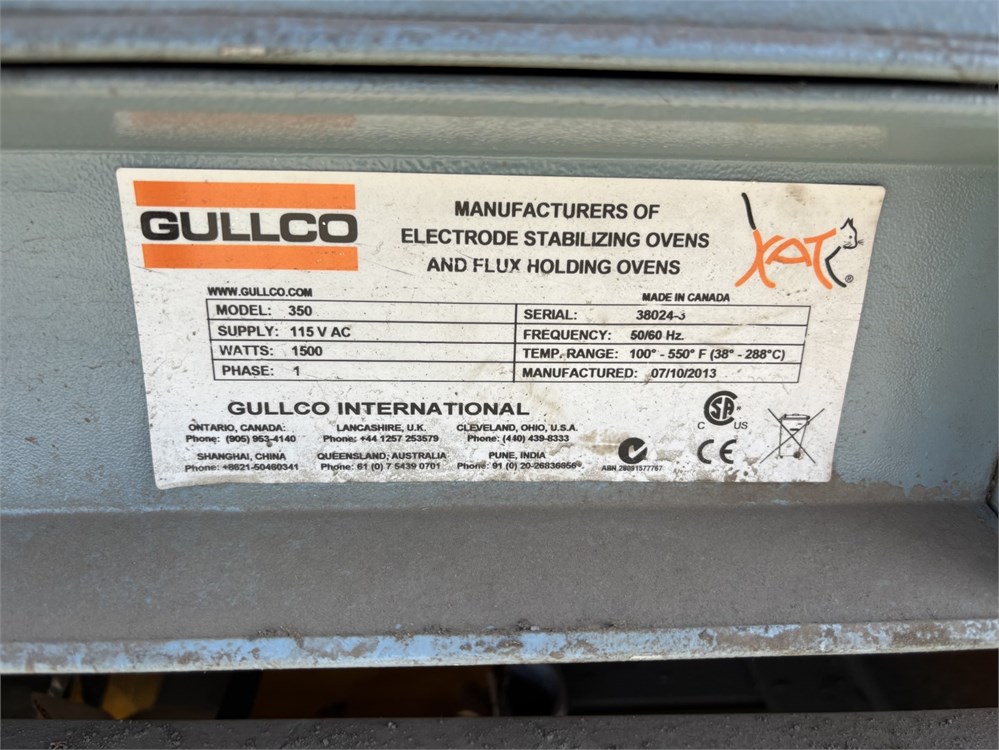 GULLCO
MANUFACTURERS OF
ELECTRODE STABILIZING OVENS
AND FLUX HOLDING OVENS
KAT
®
WWW.GULLCO.COM
MADE IN CANADA
MODEL: 350
SERIAL: 38024-3
SUPPLY: 115 V AC
FREQUENCY: 50/60 Hz.
WATTS: 1500
TEMP. RANGE: 100° - 550° F (38° - 288°C)
PHASE: 1
MANUFACTURED: 07/10/2013
GULLCO INTERNATIONAL
ONTARIO, CANADA:
Phone: (905) 953-4140
LANCASHIRE, U.K.
Phone: +44 1257 253579
CLEVELAND, OHIO, U.S.A.
Phone: (440) 439-8333
SHANGHAI, CHINA
Phone: +8621-50460341
QUEENSLAND, AUSTRALIA
Phone: 61 (0) 7 5439 0701
PUNE, INDIA
Phone: 91 (0) 20-26836956
ABN 28091577767
C SA US
CE